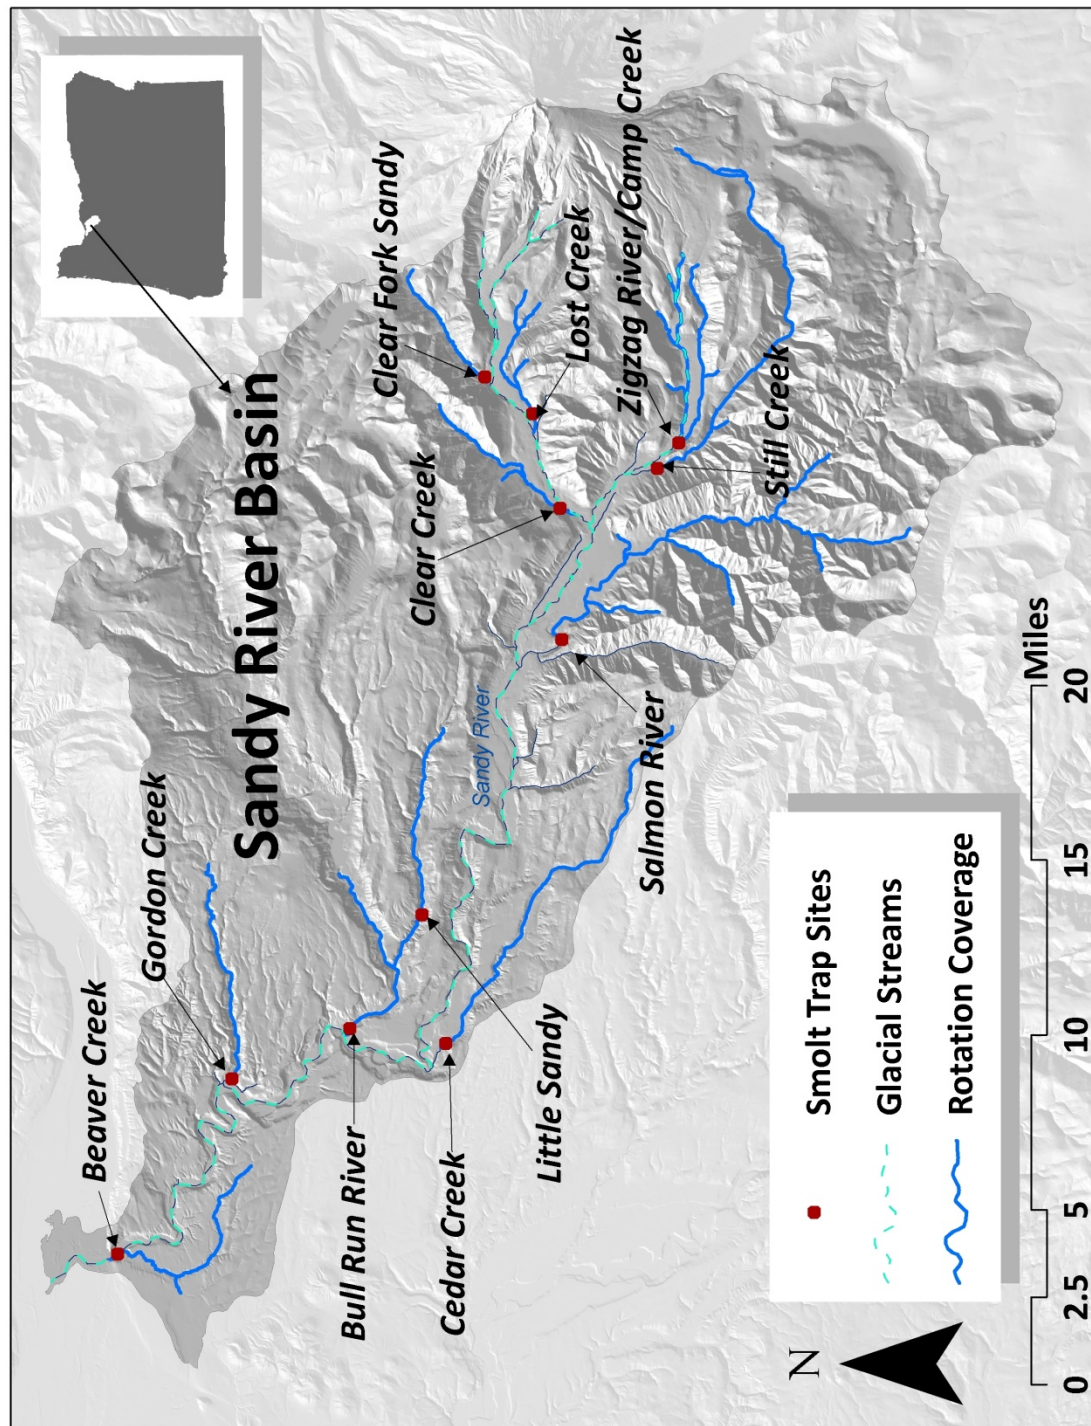 Sandy River Basin
Beaver Creek
Gordon Creek
Bull Run River
Cedar Creek
Little Sandy
Sandy River
Salmon River
Clear Creek
Clear Fork Sandy
Lost Creek
Zigzag River/Camp Creek
Still Creek
N
Smolt Trap Sites
Glacial Streams
Rotation Coverage
0 2.5 5 10 15 20
Miles